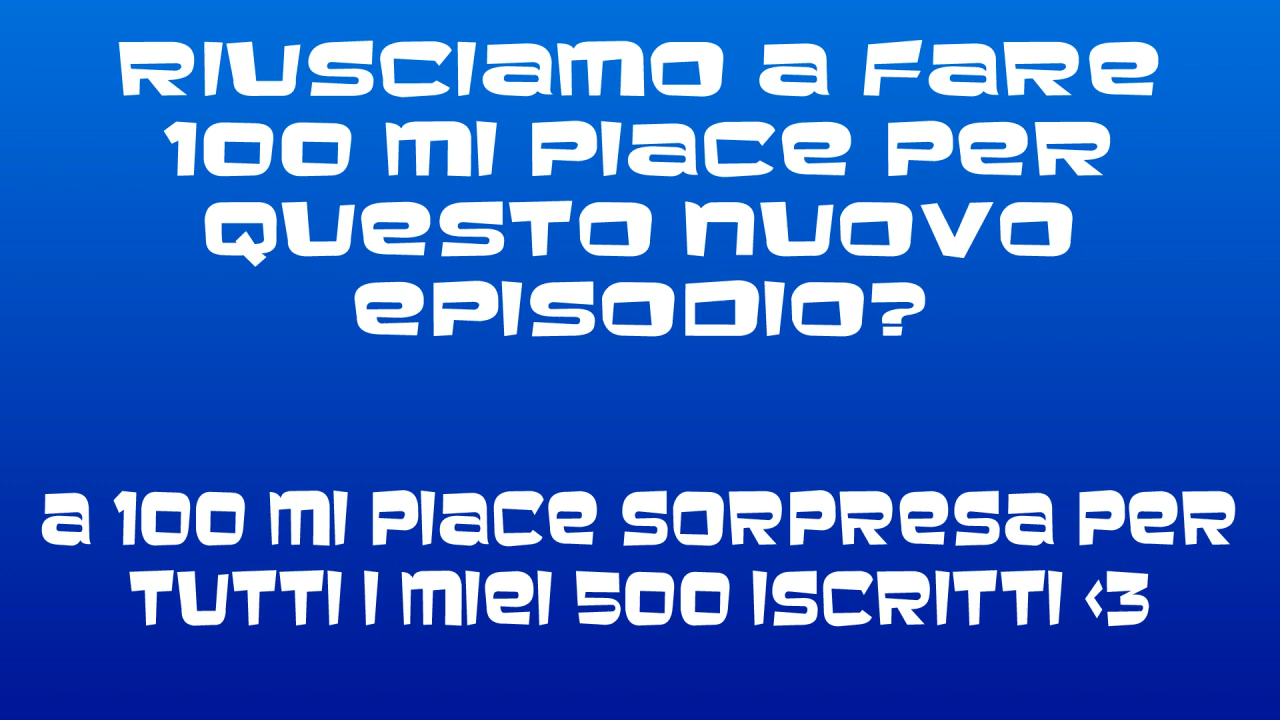 RIUSCIAMO A FARE
100 MI PIACE PER
QUESTO NUOVO
EPISODIO?
A 100 MI PIACE SORPRESA PER
TUTTI I MIEI 500 ISCRITTI <3